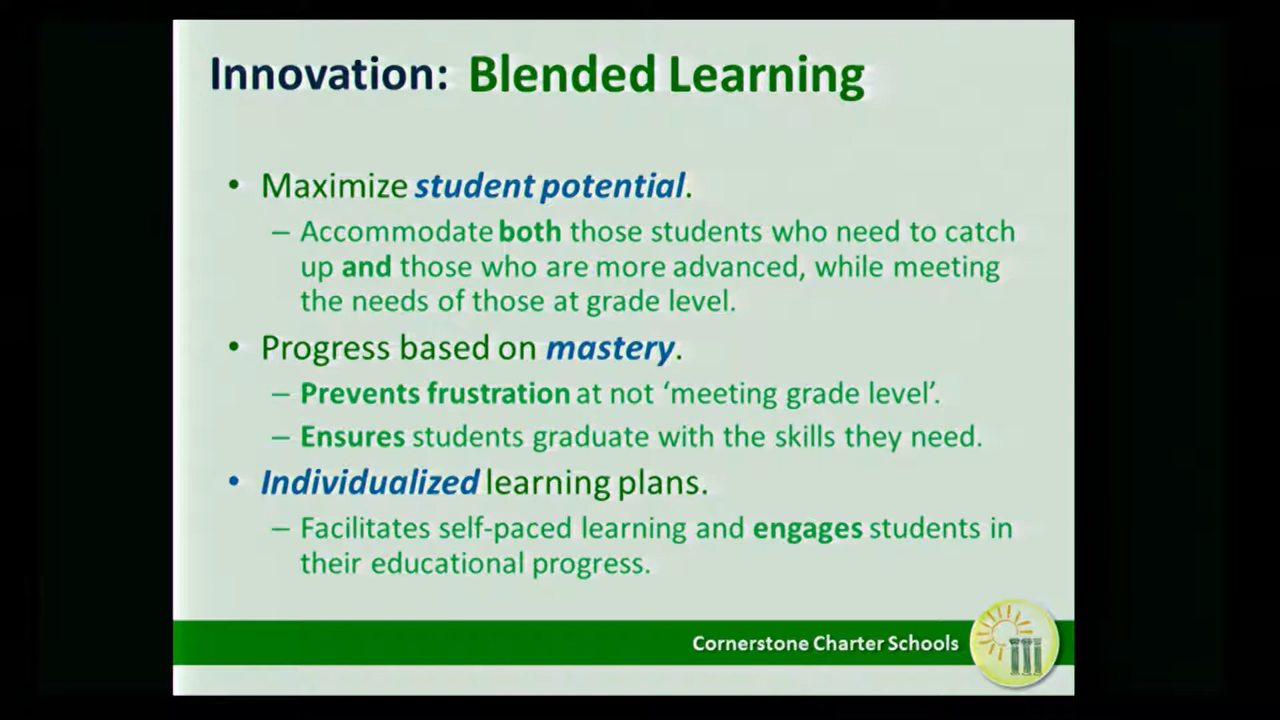 Innovation: Blended Learning
• Maximize student potential.
– Accommodate both those students who need to catch
up and those who are more advanced, while meeting
the needs of those at grade level.
• Progress based on mastery.
– Prevents frustration at not ‘meeting grade level’.
– Ensures students graduate with the skills they need.
• Individualized learning plans.
– Facilitates self-paced learning and engages students in
their educational progress.
Cornerstone Charter Schools